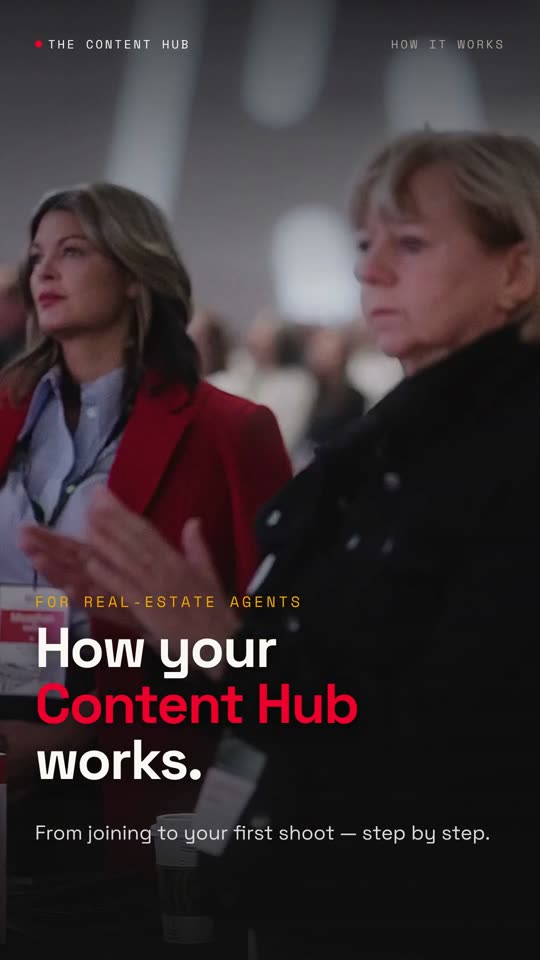 THE CONTENT HUB
HOW IT WORKS
FOR REAL-ESTATE AGENTS
How your
Content Hub
works.
From joining to your first shoot — step by step.